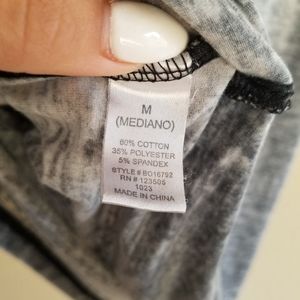 M
(MEDIANO)
60% COTTON
35% POLYESTER
5% SPANDEX
STYLE # BO16792
RN # 123505
1023
MADE IN CHINA